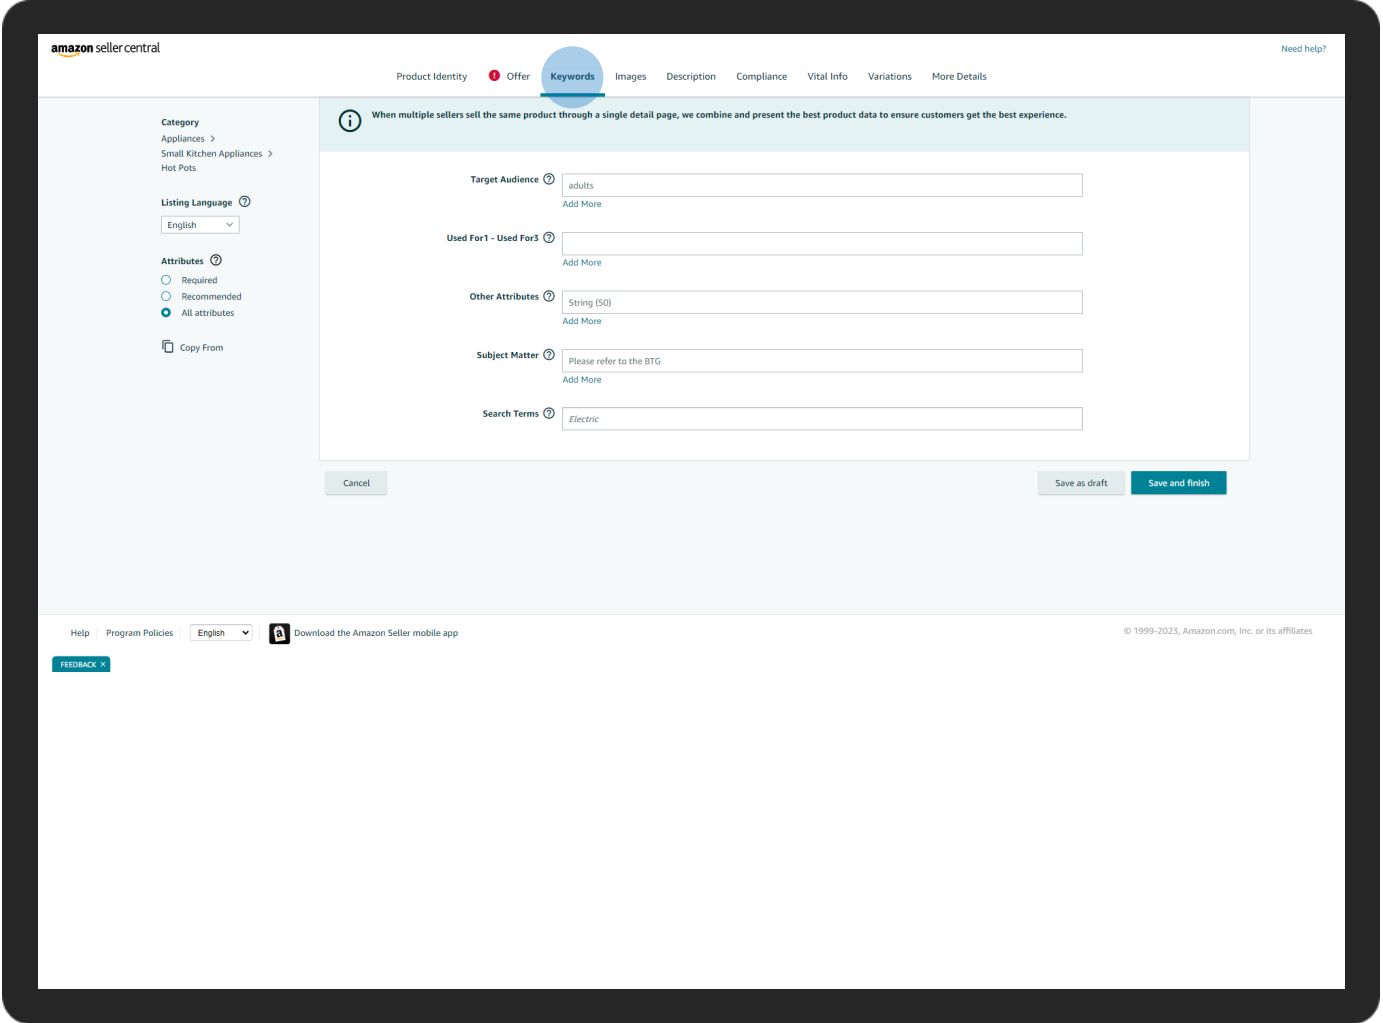 amazon seller central
Need help?
Product Identity ! Offer Keywords Images Description Compliance Vital Info Variations More Details
When multiple sellers sell the same product through a single detail page, we combine and present the best product data to ensure customers get the best experience.
Category
Appliances >
Small Kitchen Appliances >
Hot Pots
Listing Language ?
English
Attributes ?
Required
Recommended
All attributes
Copy From
Target Audience ? adults
Add More
Used For1 - Used For3 ?
Add More
Other Attributes ? String (50)
Add More
Subject Matter ? Please refer to the BTG
Add More
Search Terms ? Electric
Cancel Save as draft Save and finish
Help Program Policies English a Download the Amazon Seller mobile app © 1999-2023, Amazon.com, Inc. or its affiliates
FEEDBACK ×